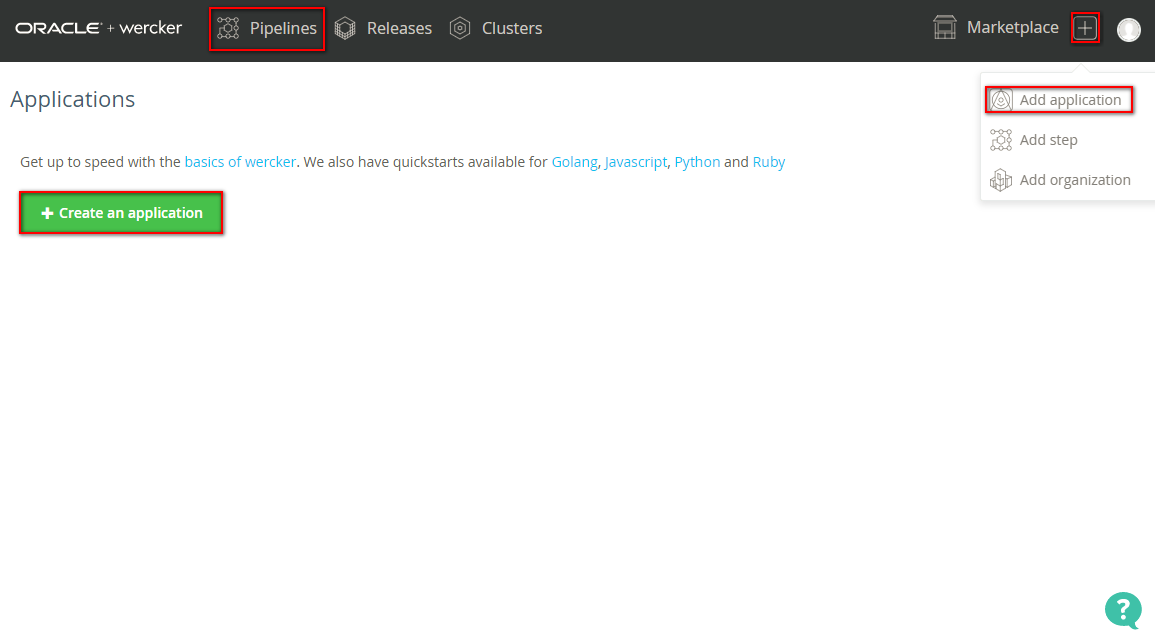 ORACLE + wercker Pipelines Releases Clusters Marketplace
Add application
Add step
Add organization
Applications
Get up to speed with the basics of wercker. We also have quickstarts available for Golang, Javascript, Python and Ruby
+ Create an application
?